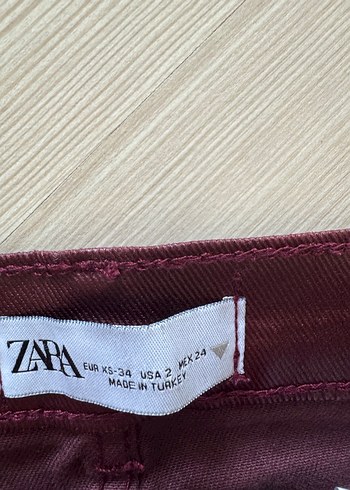 ZARA
EUR XS-34 USA 2 MEX 24
MADE IN TURKEY